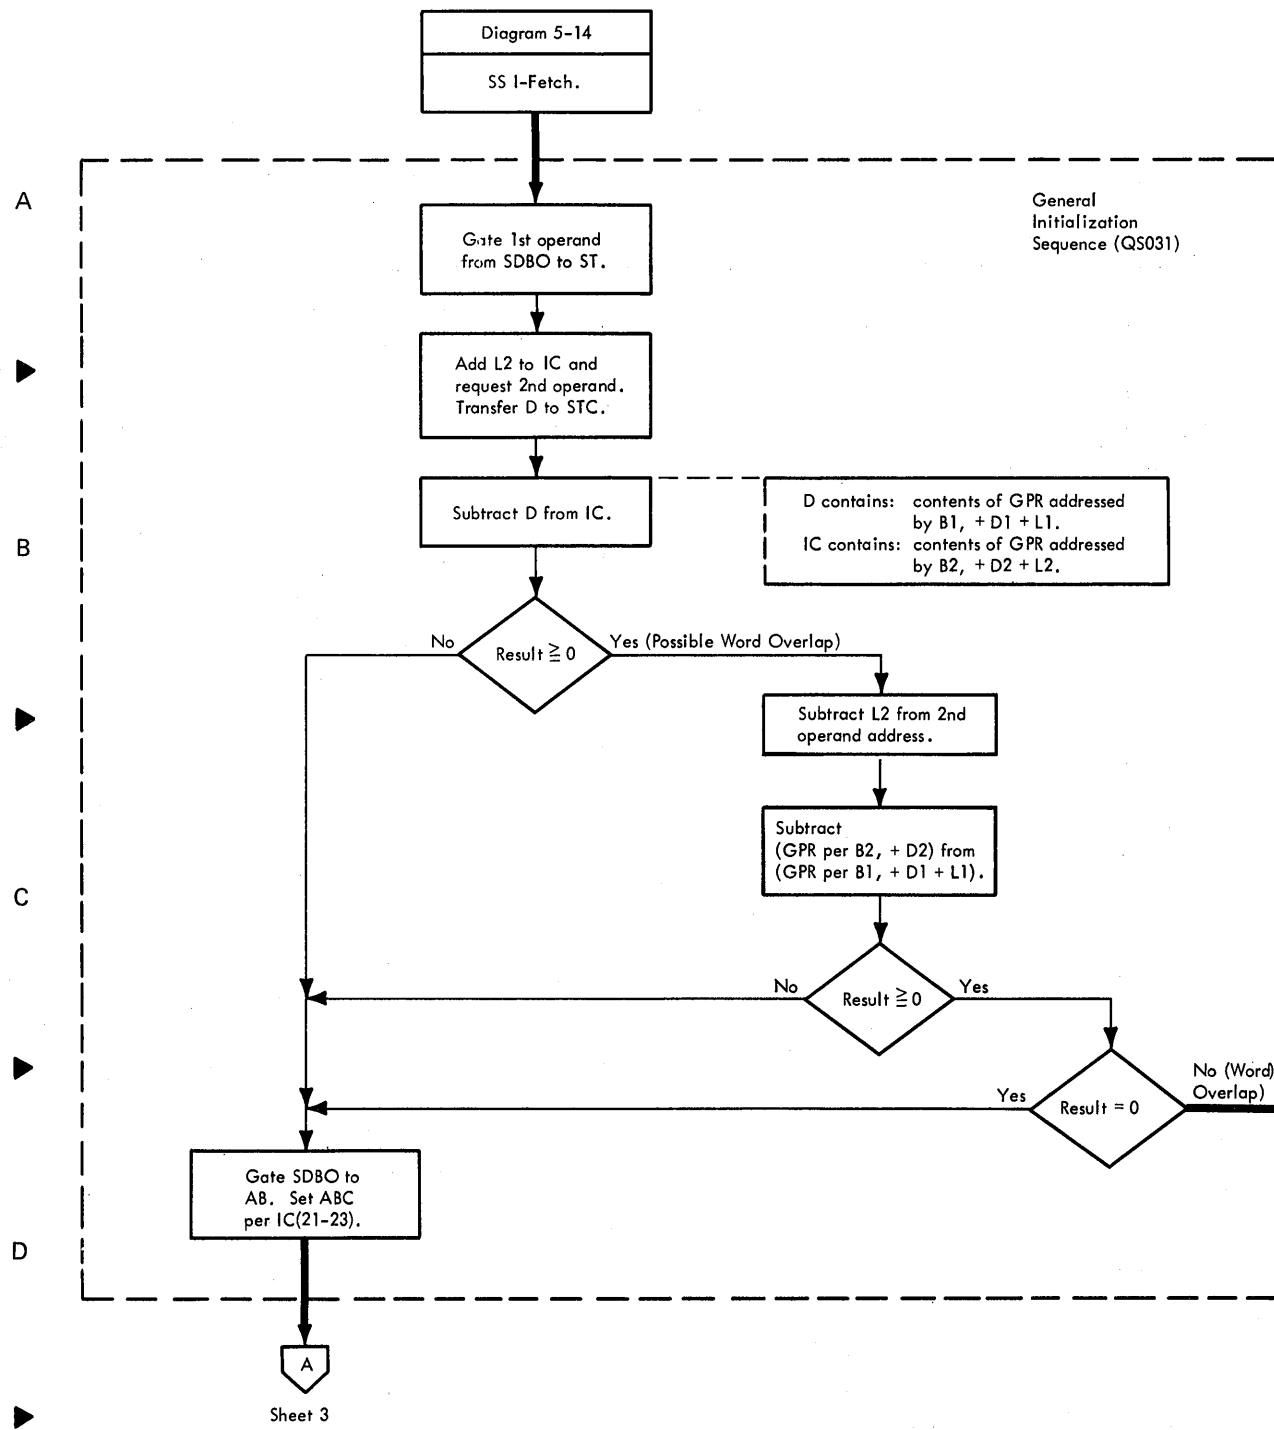 Diagram 5-14
SS I-Fetch.
A
General
Initialization
Sequence (QS031)
Gate 1st operand
from SDBO to ST.
Add L2 to IC and
request 2nd operand.
Transfer D to STC.
Subtract D from IC.
D contains: contents of GPR addressed
by B1, + D1 + L1.
IC contains: contents of GPR addressed
by B2, + D2 + L2.
B
No
Result ≧ 0
Yes (Possible Word Overlap)
Subtract L2 from 2nd
operand address.
Subtract
(GPR per B2, + D2) from
(GPR per B1, + D1 + L1).
C
No
Result ≧ 0
Yes
Yes
Result = 0
No (Word)
Overlap)
Gate SDBO to
AB. Set ABC
per IC(21-23).
D
A
Sheet 3